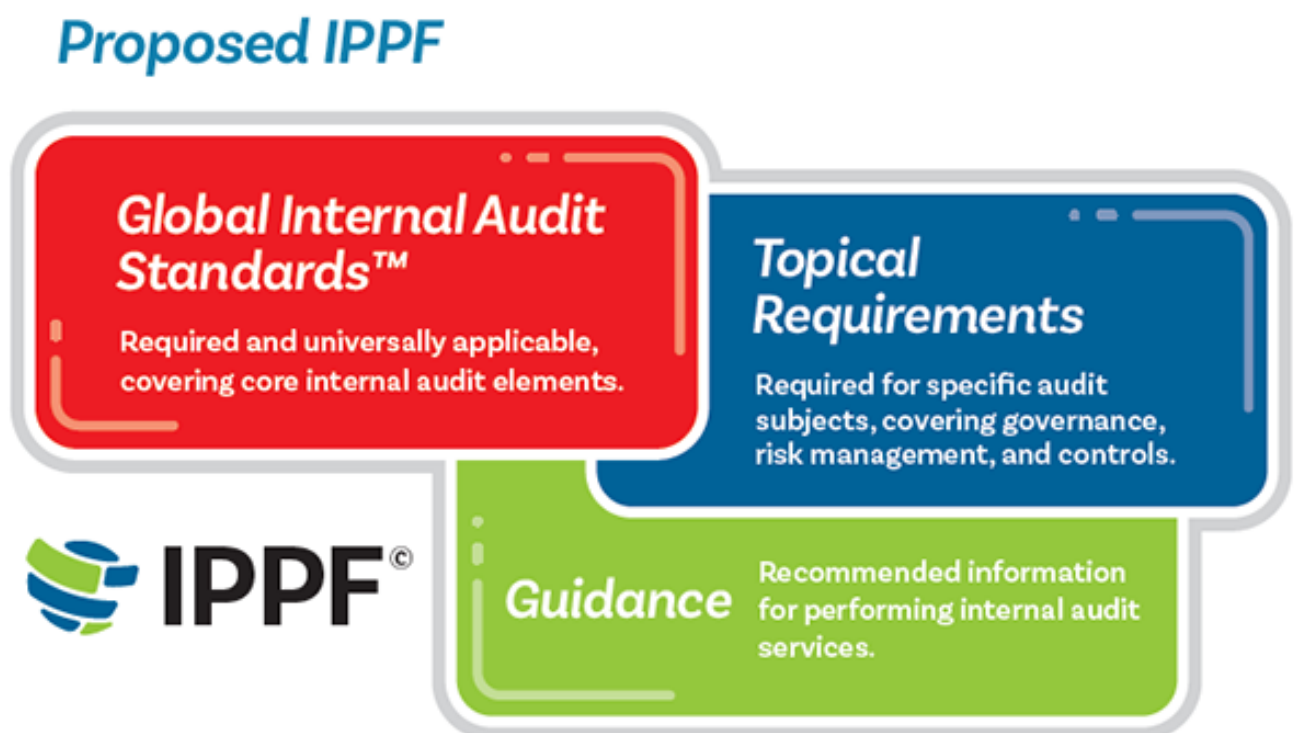 Proposed IPPF
Global Internal Audit
Standards™
Required and universally applicable,
covering core internal audit elements.
Topical
Requirements
Required for specific audit
subjects, covering governance,
risk management, and controls.
IPPF©
Guidance
Recommended information
for performing internal audit
services.